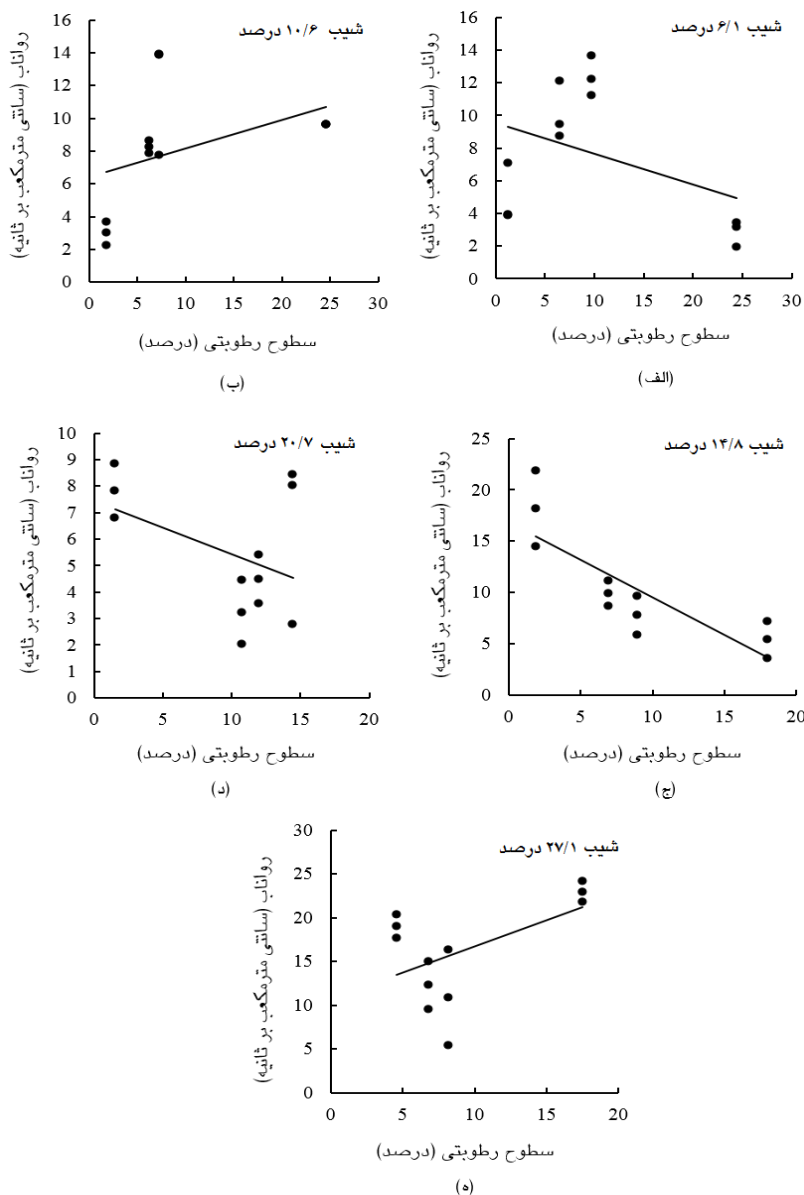 شیب ۶/۱ درصد
رواناب (سانتی مترمکعب بر ثانیه)
16
14
12
10
8
6
4
2
0
0 5 10 15 20 25 30
سطوح رطوبتی (درصد)
(الف)
شیب ۱۰/۶ درصد
رواناب (سانتی مترمکعب بر ثانیه)
16
14
12
10
8
6
4
2
0
0 5 10 15 20 25 30
سطوح رطوبتی (درصد)
(ب)
شیب ۱۴/۸ درصد
رواناب (سانتی مترمکعب بر ثانیه)
25
20
15
10
5
0
0 5 10 15 20
سطوح رطوبتی (درصد)
(ج)
شیب ۲۰/۷ درصد
رواناب (سانتی مترمکعب بر ثانیه)
10
9
8
7
6
5
4
3
2
1
0
0 5 10 15 20
سطوح رطوبتی (درصد)
(د)
شیب ۲۷/۱ درصد
رواناب (سانتی مترمکعب بر ثانیه)
30
25
20
15
10
5
0
0 5 10 15 20
سطوح رطوبتی (درصد)
(ه)